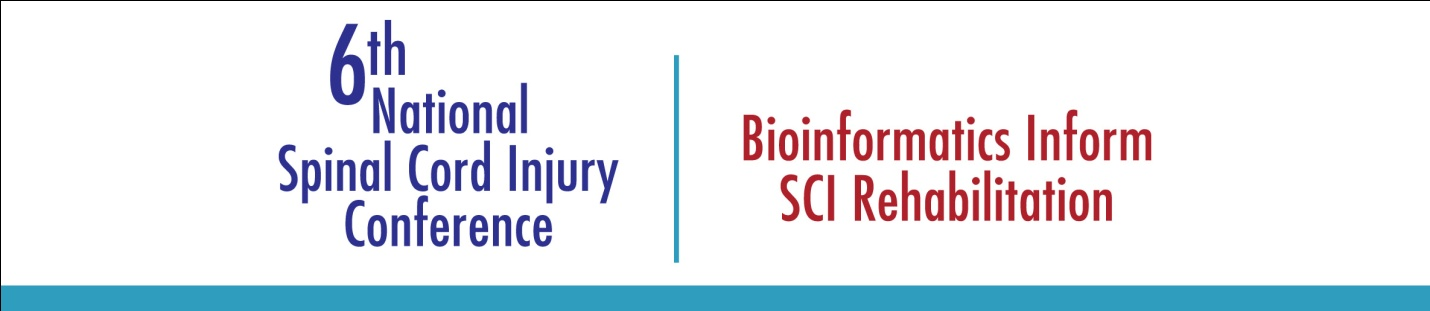 6th
National
Spinal Cord Injury
Conference
Bioinformatics Inform
SCI Rehabilitation